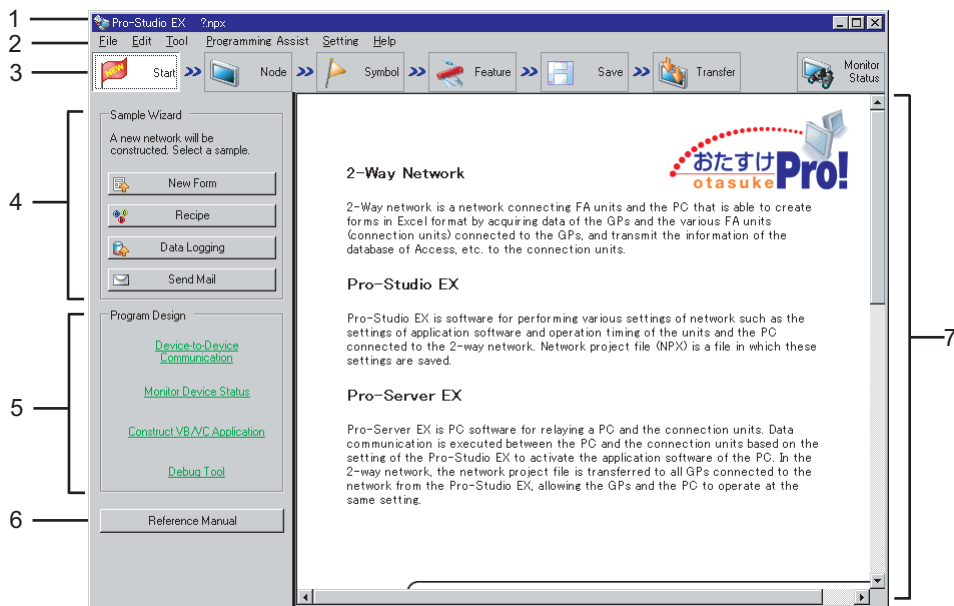 1
Pro-Studio EX ?.npx
2
File Edit Tool Programming Assist Setting Help
3
NEW
Start
Node
Symbol
Feature
Save
Transfer
Monitor
Status
4
Sample Wizard
A new network will be
constructed. Select a sample.
New Form
Recipe
Data Logging
Send Mail
5
Program Design
Device-to-Device
Communication
Monitor Device Status
Construct VB/VC Application
Debug Tool
6
Reference Manual
おたすけ
otasuke Pro!
2-Way Network
2-Way network is a network connecting FA units and the PC that is able to create
forms in Excel format by acquiring data of the GPs and the various FA units
(connection units) connected to the GPs, and transmit the information of the
database of Access, etc. to the connection units.
Pro-Studio EX
Pro-Studio EX is software for performing various settings of network such as the
settings of application software and operation timing of the units and the PC
connected to the 2-way network. Network project file (NPX) is a file in which these
settings are saved.
Pro-Server EX
Pro-Server EX is PC software for relaying a PC and the connection units. Data
communication is executed between the PC and the connection units based on the
setting of the Pro-Studio EX to activate the application software of the PC. In the
2-way network, the network project file is transferred to all GPs connected to the
network from the Pro-Studio EX, allowing the GPs and the PC to operate at the
same setting.
7